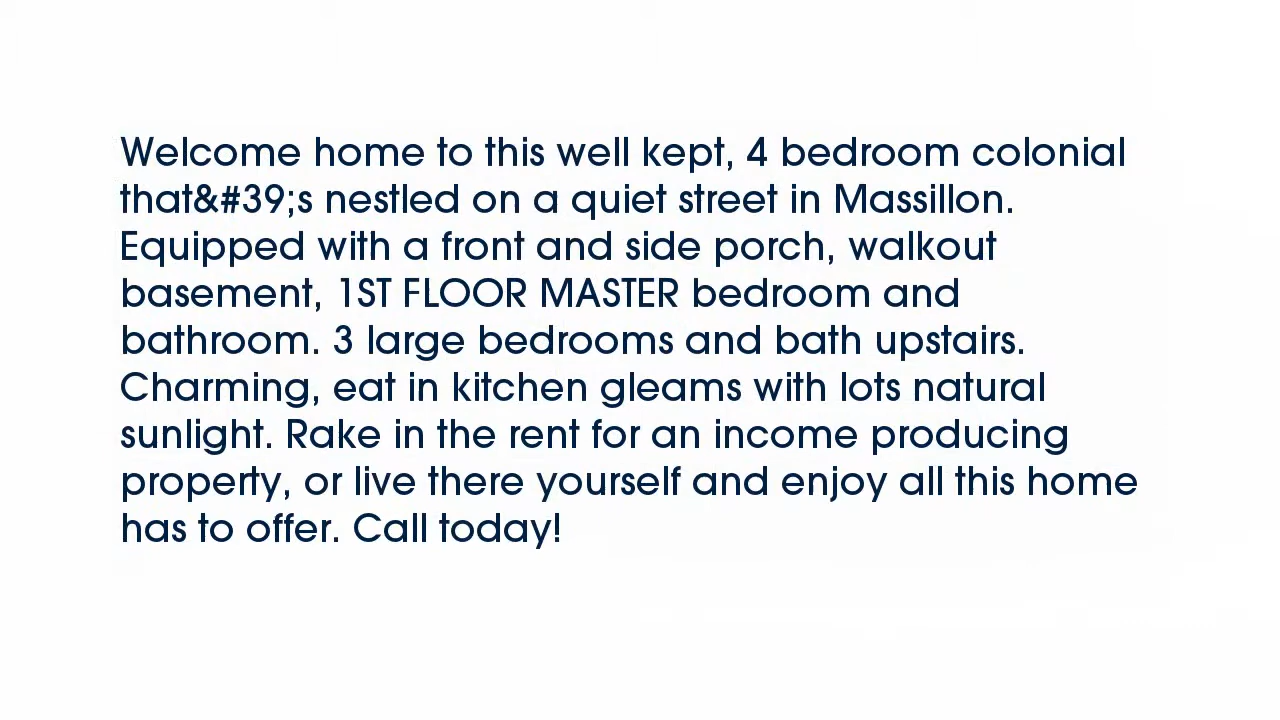 Welcome home to this well kept, 4 bedroom colonial
that&#39;s nestled on a quiet street in Massillon.
Equipped with a front and side porch, walkout
basement, 1ST FLOOR MASTER bedroom and
bathroom. 3 large bedrooms and bath upstairs.
Charming, eat in kitchen gleams with lots natural
sunlight. Rake in the rent for an income producing
property, or live there yourself and enjoy all this home
has to offer. Call today!